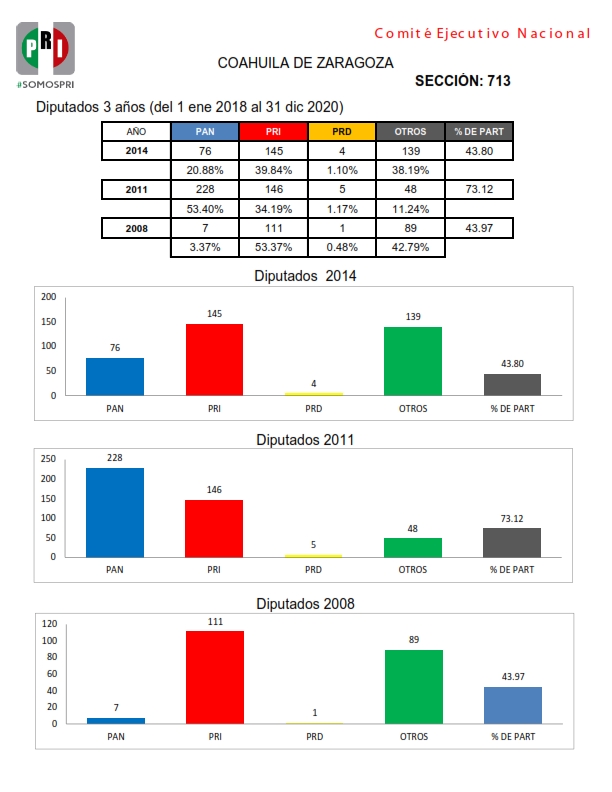 Comité Ejecutivo Nacional
PRI
#SOMOSPRI
COAHUILA DE ZARAGOZA
SECCIÓN: 713
Diputados 3 años (del 1 ene 2018 al 31 dic 2020)
AÑO PAN PRI PRD OTROS % DE PART
2014 76 145 4 139 43.80
20.88% 39.84% 1.10% 38.19%
2011 228 146 5 48 73.12
53.40% 34.19% 1.17% 11.24%
2008 7 111 1 89 43.97
3.37% 53.37% 0.48% 42.79%
Diputados 2014
200
150
100
50
0
76 145 4 139 43.80
PAN PRI PRD OTROS % DE PART
Diputados 2011
250
200
150
100
50
0
228 146 5 48 73.12
PAN PRI PRD OTROS % DE PART
Diputados 2008
120
100
80
60
40
20
0
7 111 1 89 43.97
PAN PRI PRD OTROS % DE PART